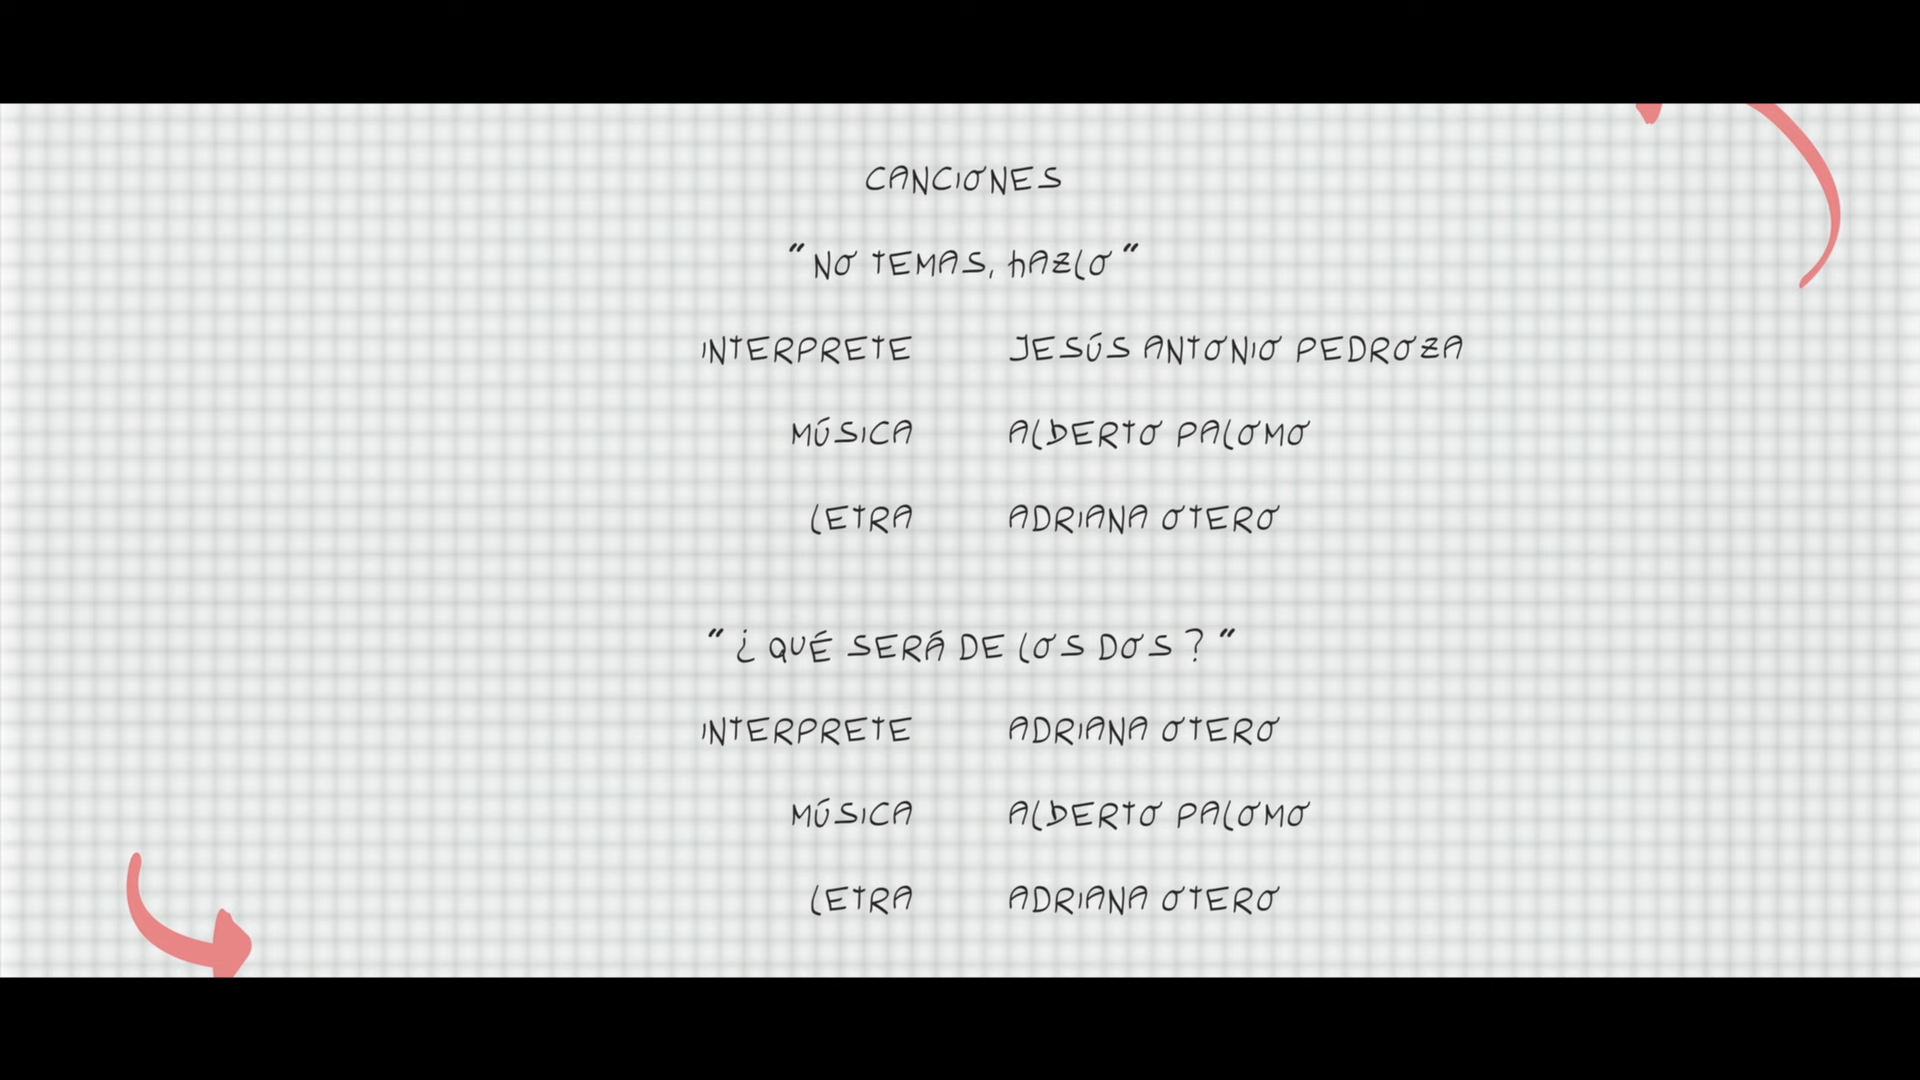 CANCIONES
"NO TEMAS, HAZLO"
INTERPRETE JESÚS ANTONIO PEDROZA
MÚSICA ALBERTO PALOMO
LETRA ADRIANA OTERO
"¿QUÉ SERÁ DE LOS DOS?"
INTERPRETE ADRIANA OTERO
MÚSICA ALBERTO PALOMO
LETRA ADRIANA OTERO